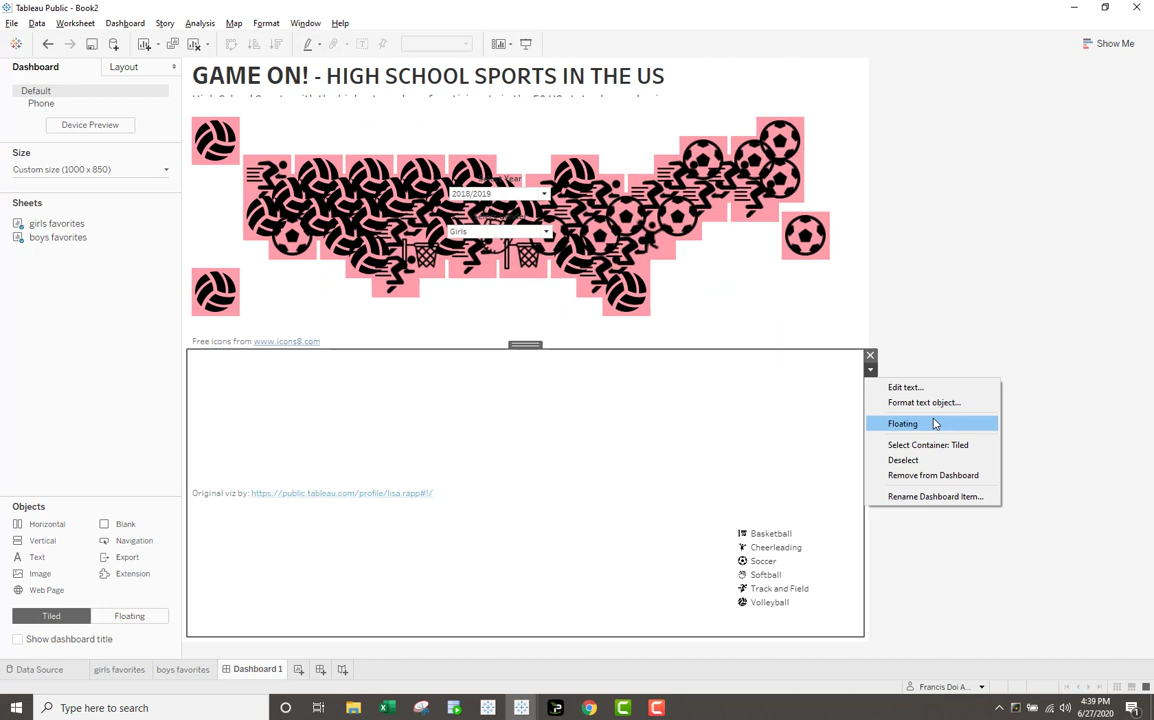 Tableau Public - Book2
File Data Worksheet Dashboard Story Analysis Map Format Window Help
Show Me
Dashboard Layout
Default
Phone
Device Preview
Size
Custom size (1000 x 850)
Sheets
girls favorites
boys favorites
GAME ON! - HIGH SCHOOL SPORTS IN THE US
Year
2018/2019
Girls
Free icons from www.icons8.com
Edit text...
Format text object...
Floating
Select Container: Tiled
Deselect
Remove from Dashboard
Rename Dashboard Item...
Original viz by: https://public.tableau.com/profile/lisa.rapp#!/
Basketball
Cheerleading
Soccer
Softball
Track and Field
Volleyball
Objects
Horizontal Blank
Vertical Navigation
Text Export
Image Extension
Web Page
Tiled Floating
Show dashboard title
Data Source girls favorites boys favorites Dashboard 1
Francis Doi A...
Type here to search
4:39 PM
6/27/2020